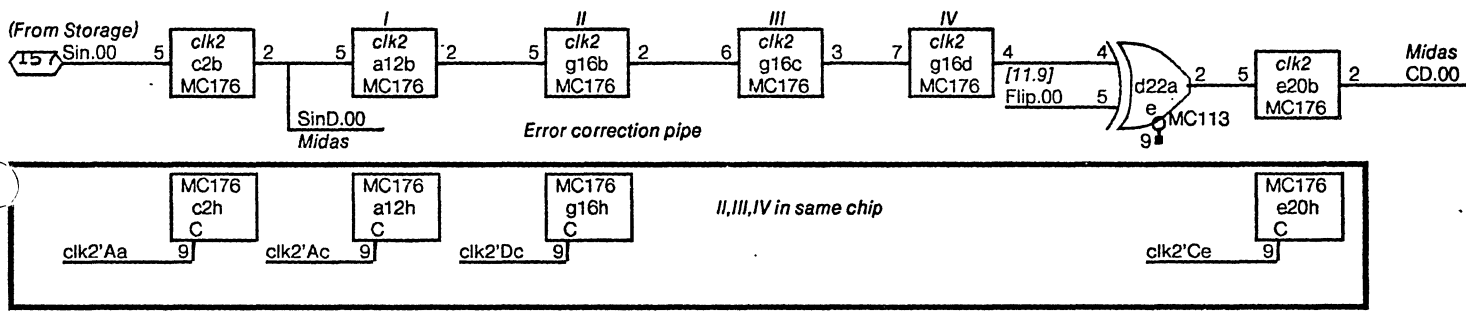 I II III IV
(From Storage)
157 Sin.00 5 clk2 c2b MC176 2
5 clk2 a12b MC176 2
5 clk2 g16b MC176 2
6 clk2 g16c MC176 3
7 clk2 g16d MC176 4
4 d22a e MC113 2
[11.9]
Flip.00 5
9
5 clk2 e20b MC176 2
Midas
CD.00
SinD.00
Midas
Error correction pipe
MC176 c2h C
clk2'Aa 9
MC176 a12h C
clk2'Ac 9
MC176 g16h C
clk2'Dc 9
II,III,IV in same chip
MC176 e20h C
clk2'Ce 9